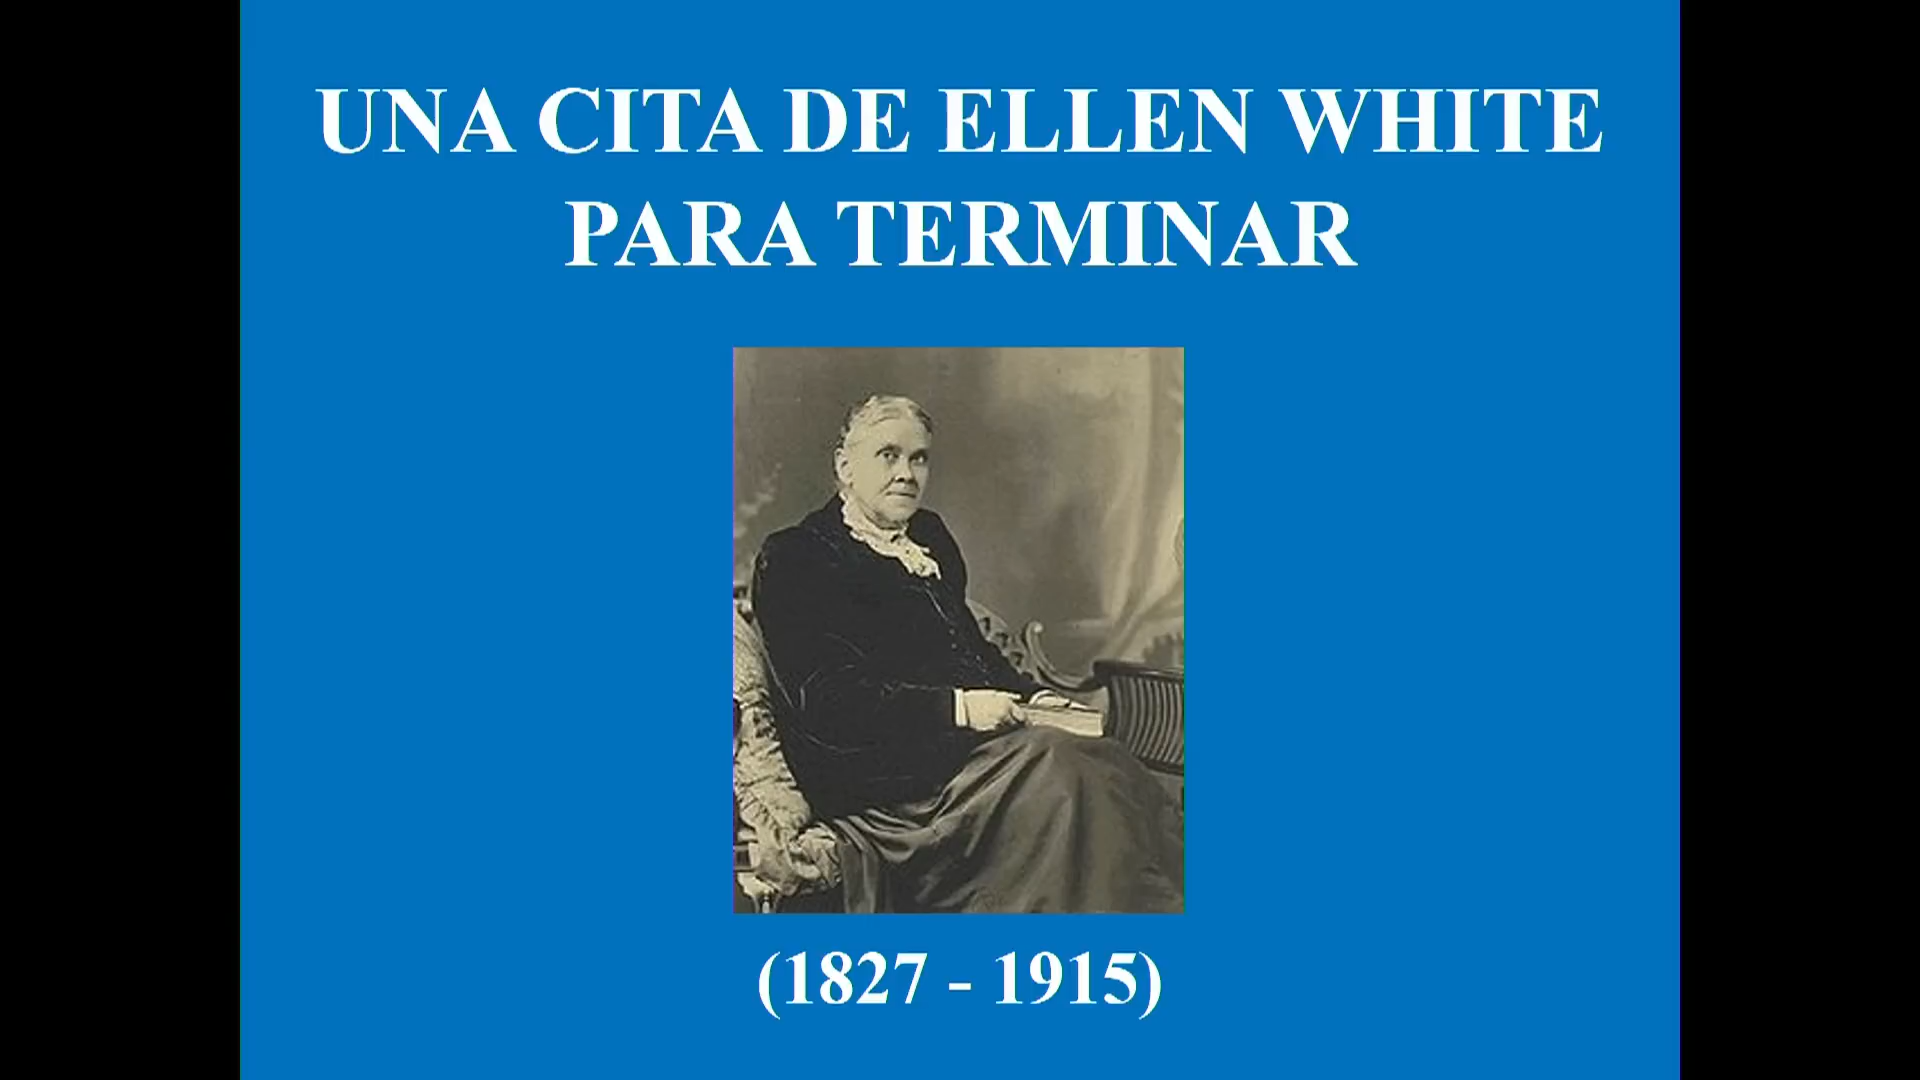 UNA CITA DE ELLEN WHITE
PARA TERMINAR
(1827 - 1915)